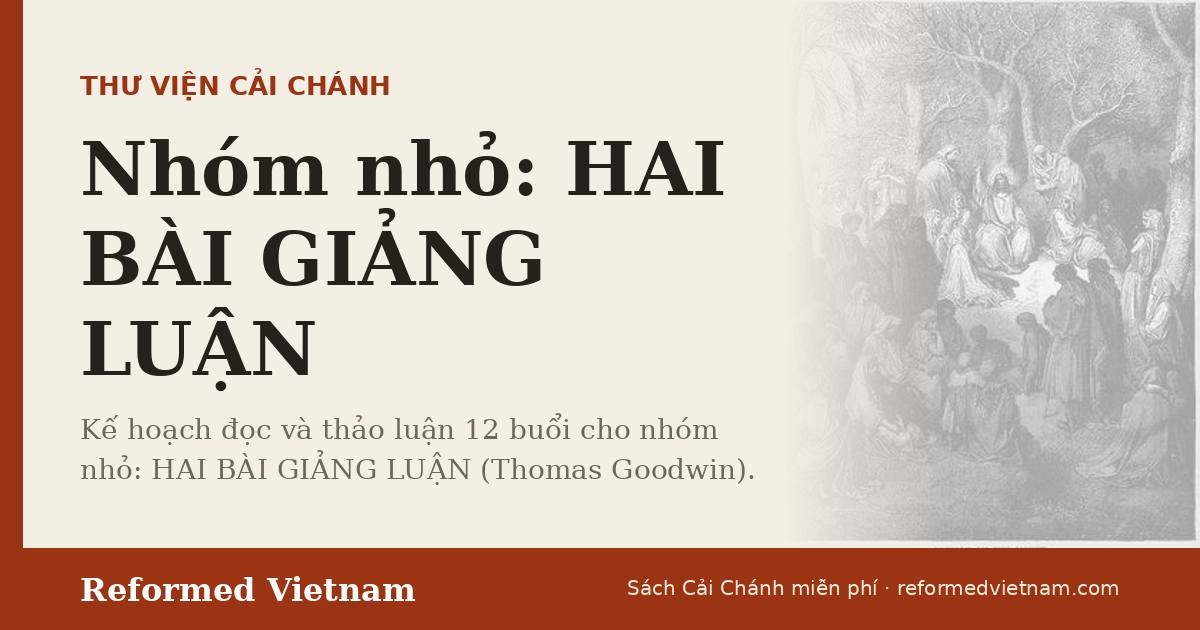 THƯ VIỆN CẢI CHÁNH
Nhóm nhỏ: HAI
BÀI GIẢNG
LUẬN
Kế hoạch đọc và thảo luận 12 buổi cho nhóm
nhỏ: HAI BÀI GIẢNG LUẬN (Thomas Goodwin).
Reformed Vietnam
Sách Cải Chánh miễn phí · reformedvietnam.com